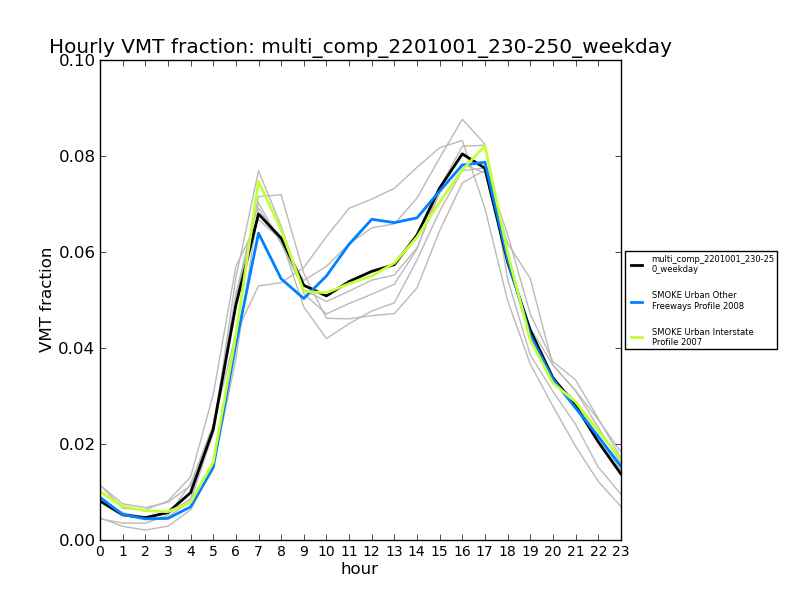 Hourly VMT fraction: multi_comp_2201001_230-250_weekday
0.10
0.08
0.06
0.04
0.02
0.00
VMT fraction
0 1 2 3 4 5 6 7 8 9 10 11 12 13 14 15 16 17 18 19 20 21 22 23
hour
multi_comp_2201001_230-25
0_weekday
SMOKE Urban Other
Freeways Profile 2008
SMOKE Urban Interstate
Profile 2007